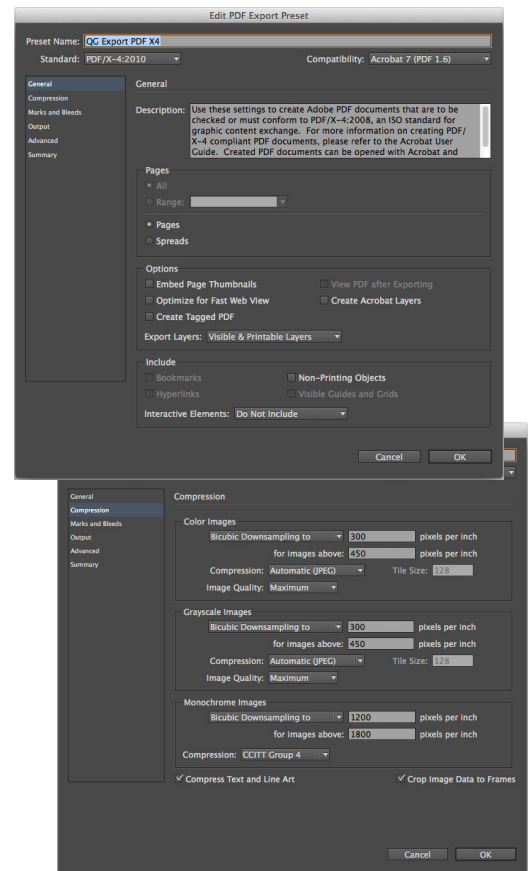 Edit PDF Export Preset
Preset Name: QG Export PDF X4
Standard: PDF/X-4:2010 Compatibility: Acrobat 7 (PDF 1.6)
General
Compression
Marks and Bleeds
Output
Advanced
Summary
General
Description: Use these settings to create Adobe PDF documents that are to be
checked or must conform to PDF/X-4:2008, an ISO standard for
graphic content exchange. For more information on creating PDF/
X-4 compliant PDF documents, please refer to the Acrobat User
Guide. Created PDF documents can be opened with Acrobat and
Pages
All
Range:
Pages
Spreads
Options
Embed Page Thumbnails View PDF after Exporting
Optimize for Fast Web View Create Acrobat Layers
Create Tagged PDF
Export Layers: Visible & Printable Layers
Include
Bookmarks Non-Printing Objects
Hyperlinks Visible Guides and Grids
Interactive Elements: Do Not Include
Cancel OK
General
Compression
Marks and Bleeds
Output
Advanced
Summary
Compression
Color Images
Bicubic Downsampling to 300 pixels per inch
for images above: 450 pixels per inch
Compression: Automatic (JPEG) Tile Size: 128
Image Quality: Maximum
Grayscale Images
Bicubic Downsampling to 300 pixels per inch
for images above: 450 pixels per inch
Compression: Automatic (JPEG) Tile Size: 128
Image Quality: Maximum
Monochrome Images
Bicubic Downsampling to 1200 pixels per inch
for images above: 1800 pixels per inch
Compression: CCITT Group 4
Compress Text and Line Art Crop Image Data to Frames
Cancel OK